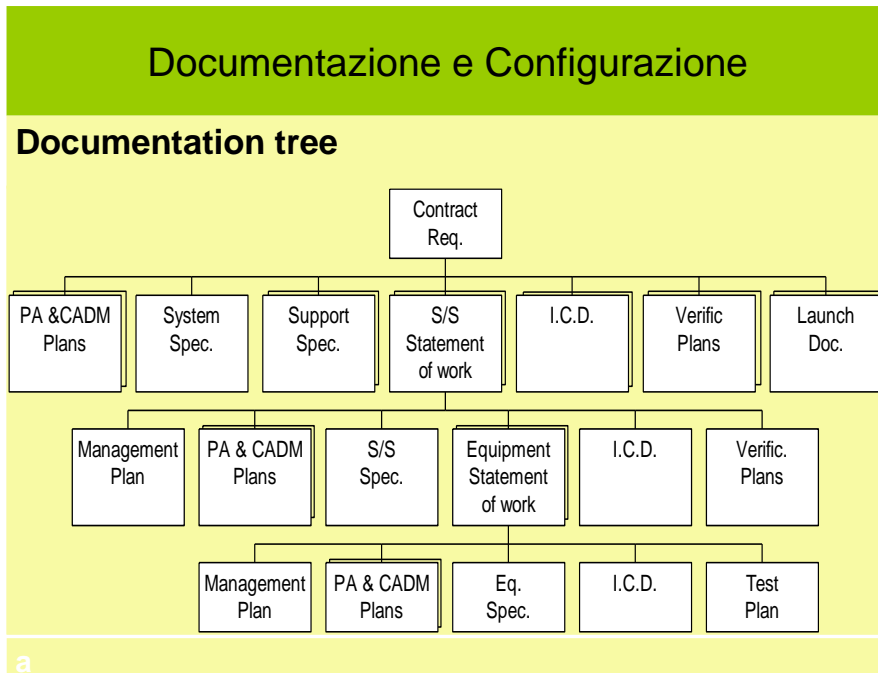 Documentazione e Configurazione
Documentation tree
Contract
Req.
PA &CADM
Plans
System
Spec.
Support
Spec.
S/S
Statement
of work
I.C.D.
Verific
Plans
Launch
Doc.
Management
Plan
PA & CADM
Plans
S/S
Spec.
Equipment
Statement
of work
I.C.D.
Verific.
Plans
Management
Plan
PA & CADM
Plans
Eq.
Spec.
I.C.D.
Test
Plan
a